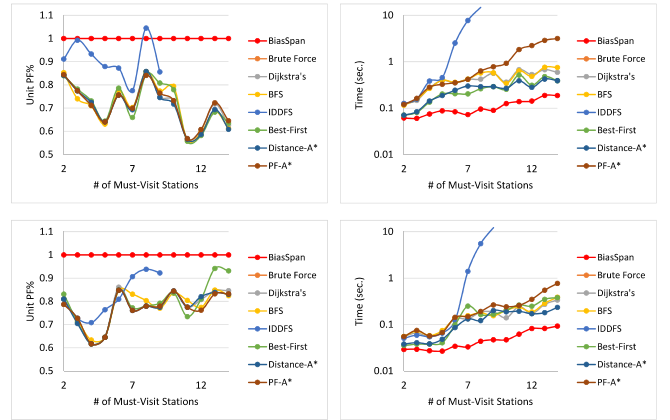 1.1
1
0.9
0.8
0.7
0.6
0.5
Unit PF%
2
7
12
# of Must-Visit Stations
BiasSpan
Brute Force
Dijkstra's
BFS
IDDFS
Best-First
Distance-A*
PF-A*
10
1
0.1
0.01
Time (sec.)
2
7
12
# of Must-Visit Stations
BiasSpan
Brute Force
Dijkstra's
BFS
IDDFS
Best-First
Distance-A*
PF-A*
1.1
1
0.9
0.8
0.7
0.6
0.5
Unit PF%
2
7
12
# of Must-Visit Stations
BiasSpan
Brute Force
Dijkstra's
BFS
IDDFS
Best-First
Distance-A*
PF-A*
10
1
0.1
0.01
Time (sec.)
2
7
12
# of Must-Visit Stations
BiasSpan
Brute Force
Dijkstra's
BFS
IDDFS
Best-First
Distance-A*
PF-A*